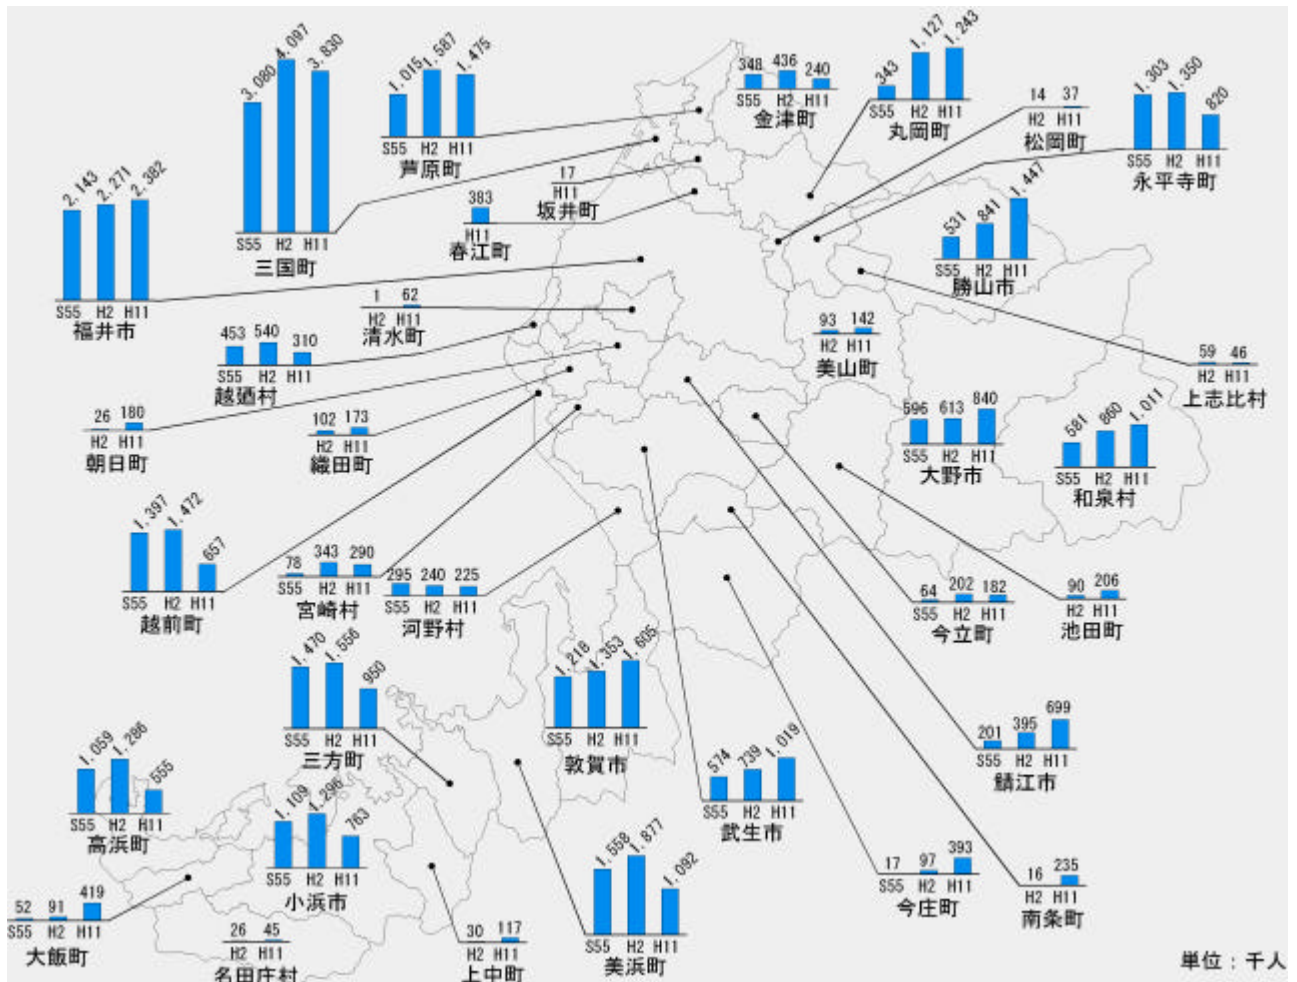 3,080 4,097 3,830
S55 H2 H11
三国町
1,015 1,587 1,475
S55 H2 H11
芦原町
348 436 240
S55 H2 H11
金津町
343 1,127 1,243
S55 H2 H11
丸岡町
14 37
H2 H11
松岡町
1,303 1,350 820
S55 H2 H11
永平寺町
17
H11
坂井町
383
H11
春江町
2,143 2,271 2,382
S55 H2 H11
福井市
531 841 1,447
S55 H2 H11
勝山市
1 62
H2 H11
清水町
453 540 310
S55 H2 H11
越廼村
93 142
H2 H11
美山町
59 46
H2 H11
上志比村
26 180
H2 H11
朝日町
102 173
H2 H11
織田町
596 613 840
S55 H2 H11
大野市
581 860 1,011
S55 H2 H11
和泉村
1,397 1,472 657
S55 H2 H11
越前町
78 343 290
S55 H2 H11
宮崎村
295 240 225
S55 H2 H11
河野村
64 202 182
S55 H2 H11
今立町
90 206
H2 H11
池田町
1,470 1,556 950
S55 H2 H11
三方町
1,218 1,353 1,605
S55 H2 H11
敦賀市
201 395 699
S55 H2 H11
鯖江市
574 739 1,019
S55 H2 H11
武生市
1,059 1,286 555
S55 H2 H11
高浜町
1,109 1,296 763
S55 H2 H11
小浜市
1,558 1,877 1,092
S55 H2 H11
美浜町
17 97 393
S55 H2 H11
今庄町
16 235
H2 H11
南条町
52 91 419
S55 H2 H11
大飯町
26 45
H2 H11
名田庄村
30 117
H2 H11
上中町
単位：千人